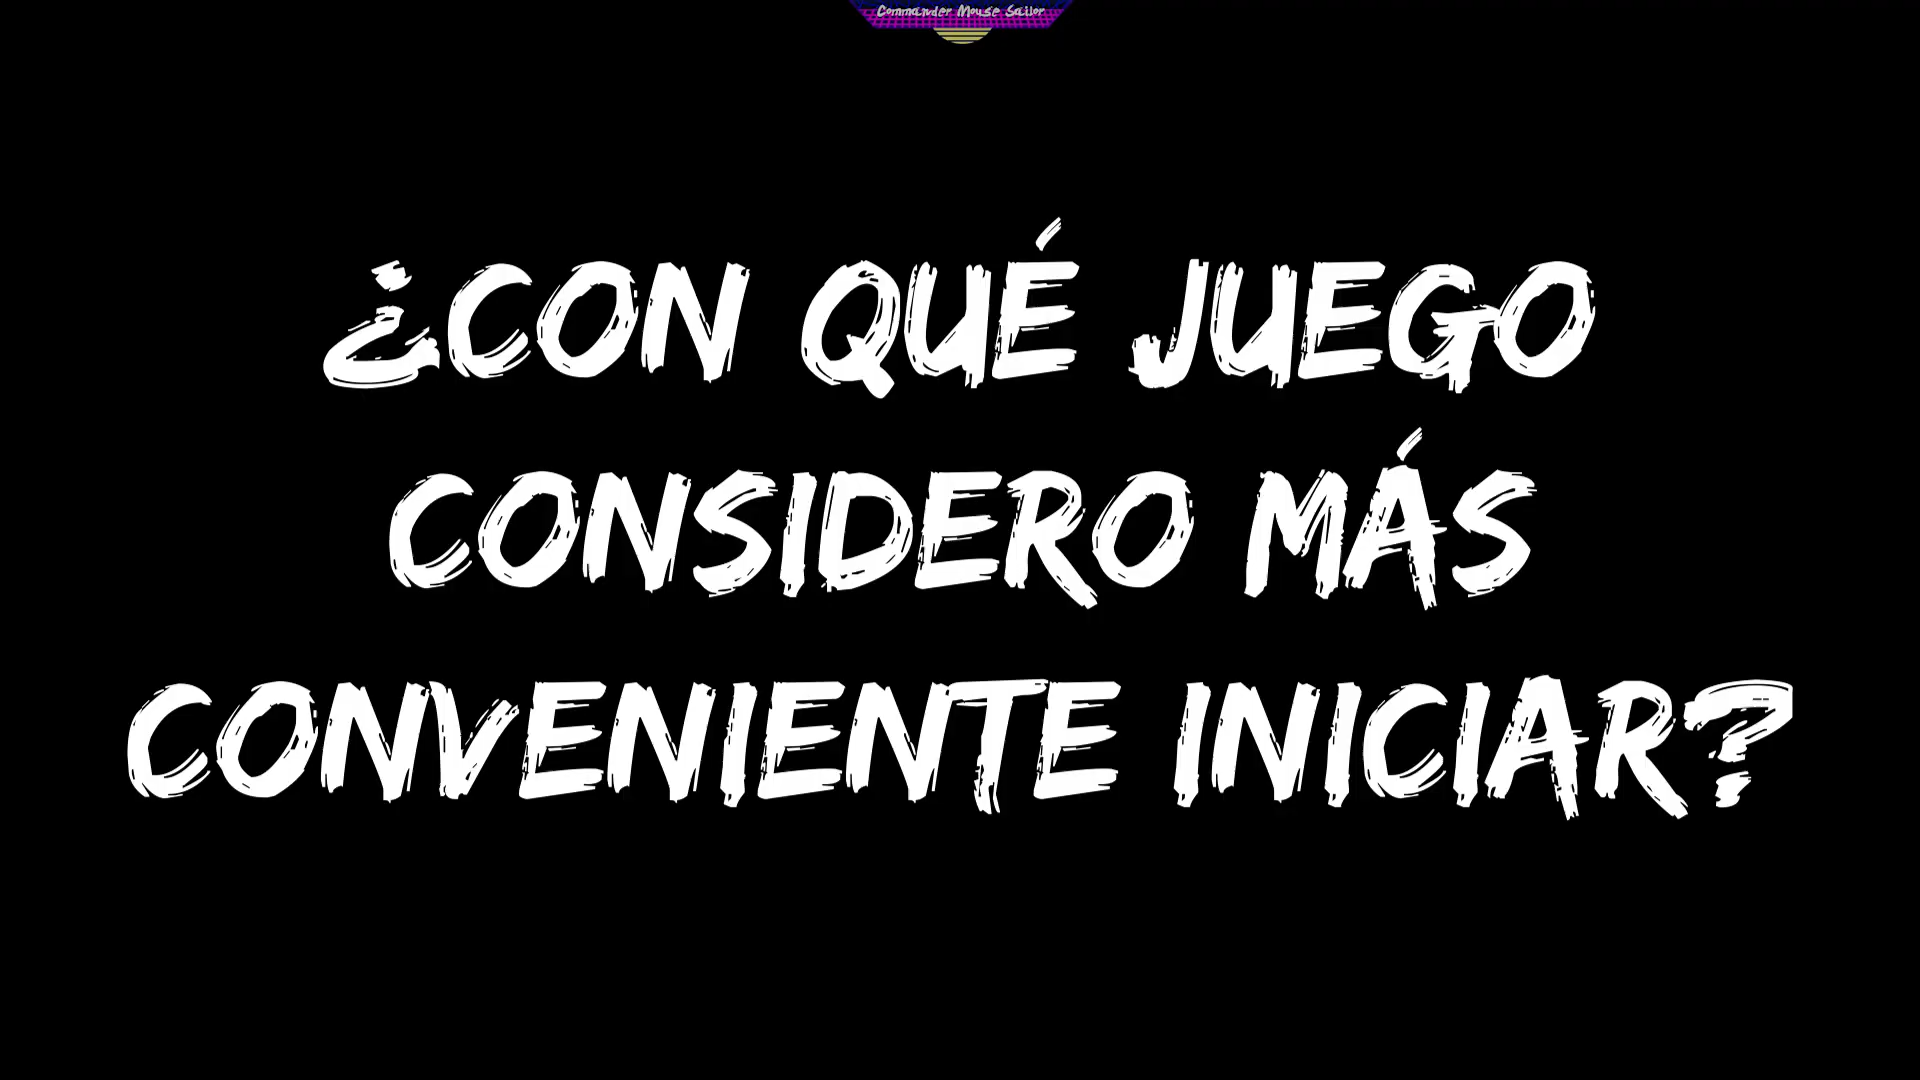 Commander Mouse Sailor
¿CON QUÉ JUEGO
CONSIDERO MÁS
CONVENIENTE INICIAR?